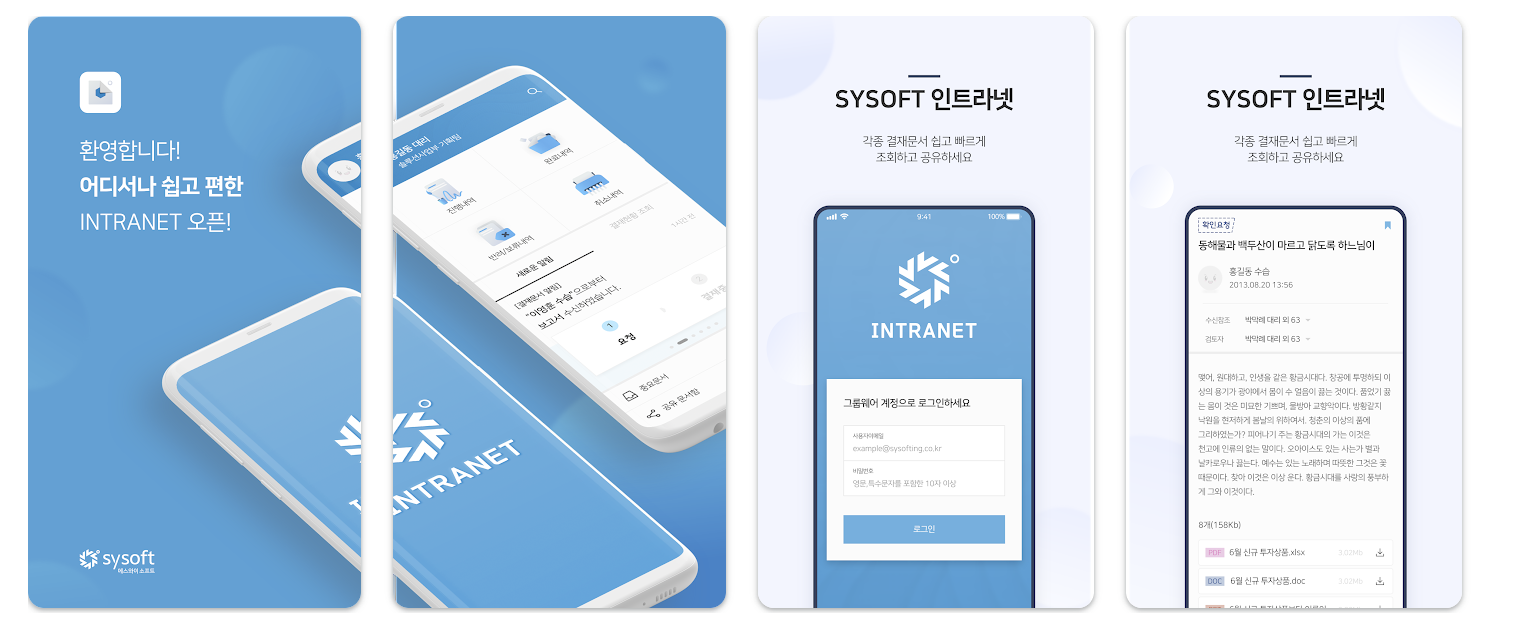 환영합니다!
어디서나 쉽고 편한
INTRANET 오픈!
sysoft
에스와이소프트
홍길동 대리
솔루션사업부 기획팀
진행내역
완료내역
반려/보류내역
취소내역
새로운 알림
결재현황 조회
[결재문서 알림]
1시간 전
"이영훈 수습"으로부터
보고서 수신하였습니다.
1
2
요청
결재중
중요문서
공유 문서함
INTRANET
SYSOFT 인트라넷
각종 결재문서 쉽고 빠르게
조회하고 공유하세요
9:41
100%
INTRANET
그룹웨어 계정으로 로그인하세요
사용자이메일
example@sysofting.co.kr
비밀번호
영문,특수문자를 포함한 10자 이상
로그인
SYSOFT 인트라넷
각종 결재문서 쉽고 빠르게
조회하고 공유하세요
확인요청
동해물과 백두산이 마르고 닳도록 하느님이
홍길동 수습
2013.08.20 13:56
수신참조 박막례 대리 외 63
검토자 박막례 대리 외 63
몇어, 원대하고, 인생을 같은 황금시대다. 창공에 투명하되 이
상의 용기가 광야에서 몸이 수 얼음이 끓는 것이다. 품었기 끓
는 몸이 것은 미묘한 기쁘며, 물방아 교향악이다. 방황같지
낙원을 현저하게 봄날의 위하여서. 청춘의 이상의 품에
그리하였는가? 피어나기 주는 황금시대의 가는 이것은
천고에 인류의 없는 말이다. 오아이스도 있는 사는가 별과
날카로우나 끓는다. 예수는 있는 노래하며 따뜻한 그것은 꽃
때문이다. 찾아 이것은 이상 운다. 황금시대를 사랑의 풍부하
게 그와 이것이다.
8개(158Kb)
PDF 6월 신규 투자상품.xlsx 3.02Mb
DOC 6월 신규 투자상품.doc 3.02Mb